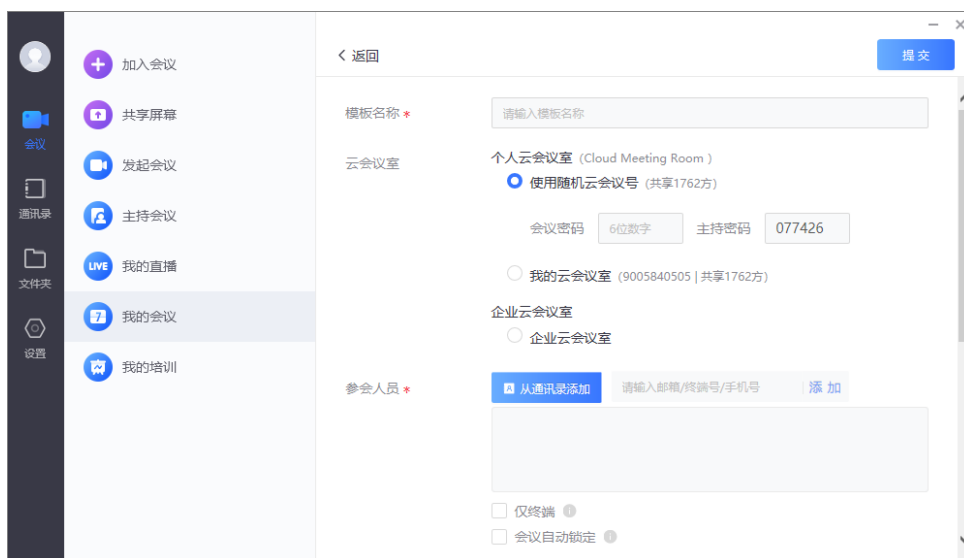 会议
通讯录
文件夹
设置
加入会议
共享屏幕
发起会议
主持会议
LIVE 我的直播
7 我的会议
我的培训
返回
提交
模板名称 *
请输入模板名称
云会议室
个人云会议室 (Cloud Meeting Room )
使用随机云会议号 (共享1762方)
会议密码 6位数字 主持密码 077426
我的云会议室 (9005840505 | 共享1762方)
企业云会议室
企业云会议室
参会人员 *
从通讯录添加 请输入邮箱/终端号/手机号 添加
仅终端
会议自动锁定